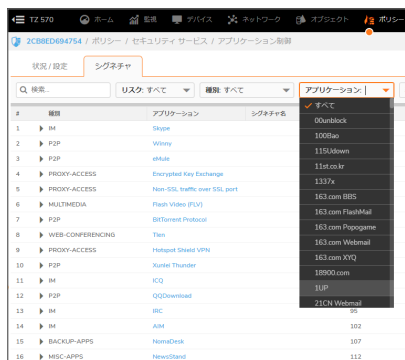 TZ 570 ホーム 監視 デバイス ネットワーク オブジェクト ポリシー
2CB8ED694754 / ポリシー / セキュリティ サービス / アプリケーション制御
状況 / 設定 シグネチャ
検索... リスク: すべて 種別: すべて アプリケーション:
# 種別 アプリケーション シグネチャ名
✓ すべて
00unblock
100Bao
115Udown
11st.co.kr
1337x
163.com BBS
163.com FlashMail
163.com Popogame
163.com Webmail
163.com XYQ
18900.com
1UP
21CN Webmail
1 IM Skype
2 P2P Winny
3 P2P eMule
4 PROXY-ACCESS Encrypted Key Exchange
5 PROXY-ACCESS Non-SSL traffic over SSL port
6 MULTIMEDIA Flash Video (FLV)
7 P2P BitTorrent Protocol
8 WEB-CONFERENCING Tlen
9 PROXY-ACCESS Hotspot Shield VPN
10 P2P Xunlei Thunder
11 IM ICQ
12 P2P QQDownload
13 IM IRC 95
14 IM AIM 102
15 BACKUP-APPS NomaDesk 107
16 MISC-APPS NewsStand 112